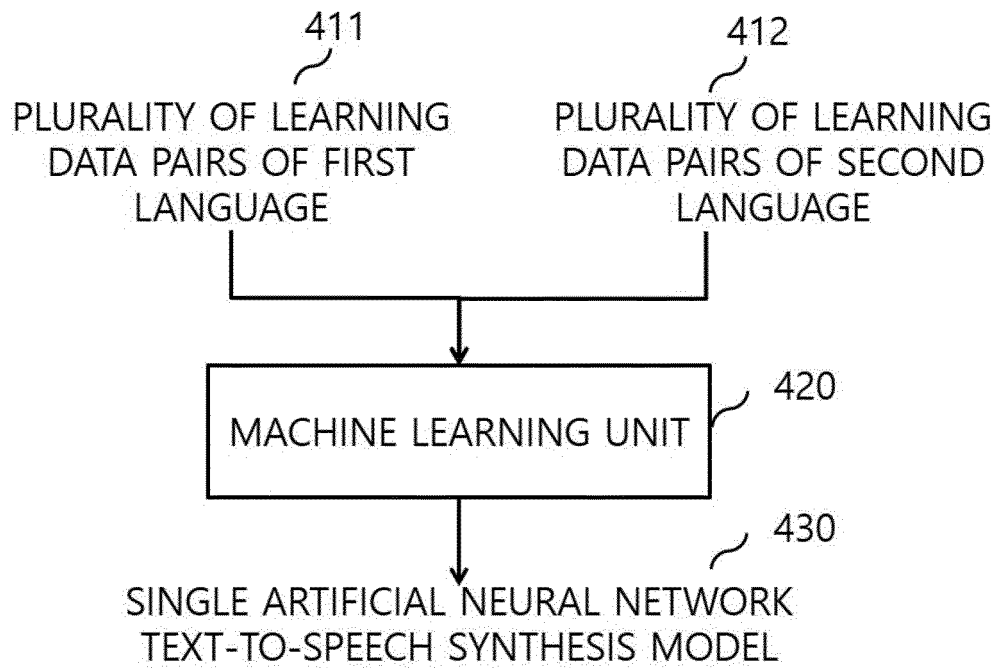 411
PLURALITY OF LEARNING
DATA PAIRS OF FIRST
LANGUAGE
412
PLURALITY OF LEARNING
DATA PAIRS OF SECOND
LANGUAGE
MACHINE LEARNING UNIT
420
430
SINGLE ARTIFICIAL NEURAL NETWORK
TEXT-TO-SPEECH SYNTHESIS MODEL